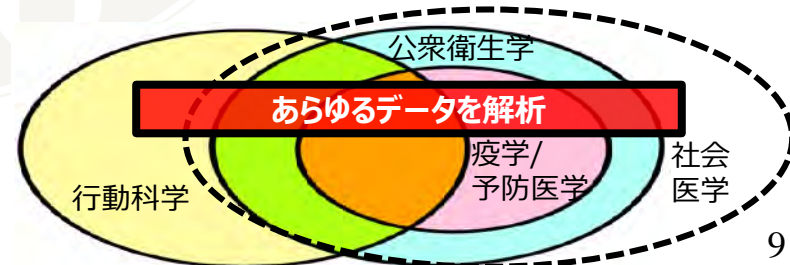 公衆衛生学
あらゆるデータを解析
疫学/
予防医学
社会
医学
行動科学
9